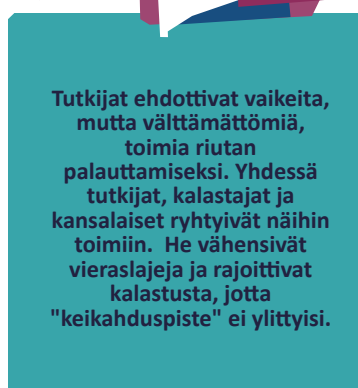 Tutkijat ehdottivat vaikeita,
mutta välttämättömiä,
toimia riutan
palauttamiseksi. Yhdessä
tutkijat, kalastajat ja
kansalaiset ryhtyivät näihin
toimiin.  He vähensivät
vieraslajeja ja rajoittivat
kalastusta, jotta
"keikahduspiste" ei ylittyisi.